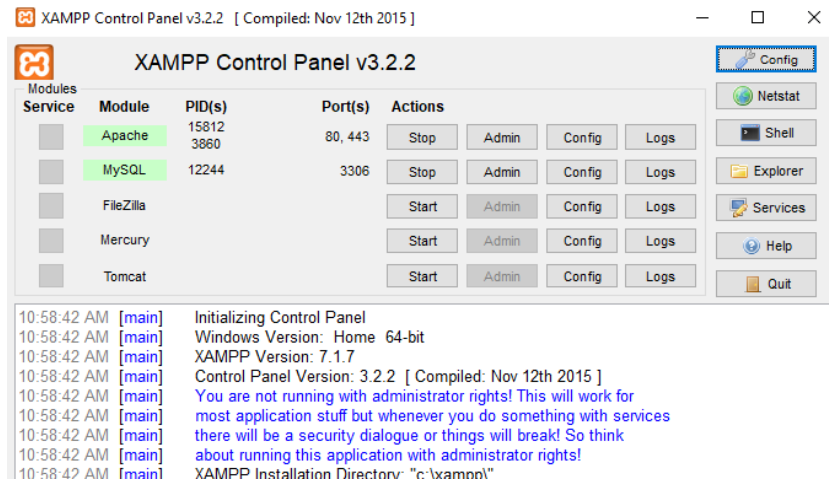 XAMPP Control Panel v3.2.2 [ Compiled: Nov 12th 2015 ]
XAMPP Control Panel v3.2.2
Config
Modules
Service Module PID(s) Port(s) Actions
Netstat
Apache 15812 3860 80, 443 Stop Admin Config Logs
Shell
MySQL 12244 3306 Stop Admin Config Logs
Explorer
FileZilla Start Admin Config Logs
Services
Mercury Start Admin Config Logs
Help
Tomcat Start Admin Config Logs
Quit
10:58:42 AM [main] Initializing Control Panel
10:58:42 AM [main] Windows Version: Home 64-bit
10:58:42 AM [main] XAMPP Version: 7.1.7
10:58:42 AM [main] Control Panel Version: 3.2.2 [ Compiled: Nov 12th 2015 ]
10:58:42 AM [main] You are not running with administrator rights! This will work for
10:58:42 AM [main] most application stuff but whenever you do something with services
10:58:42 AM [main] there will be a security dialogue or things will break! So think
10:58:42 AM [main] about running this application with administrator rights!
10:58:42 AM [main] XAMPP Installation Directory: "c:\xampp\"